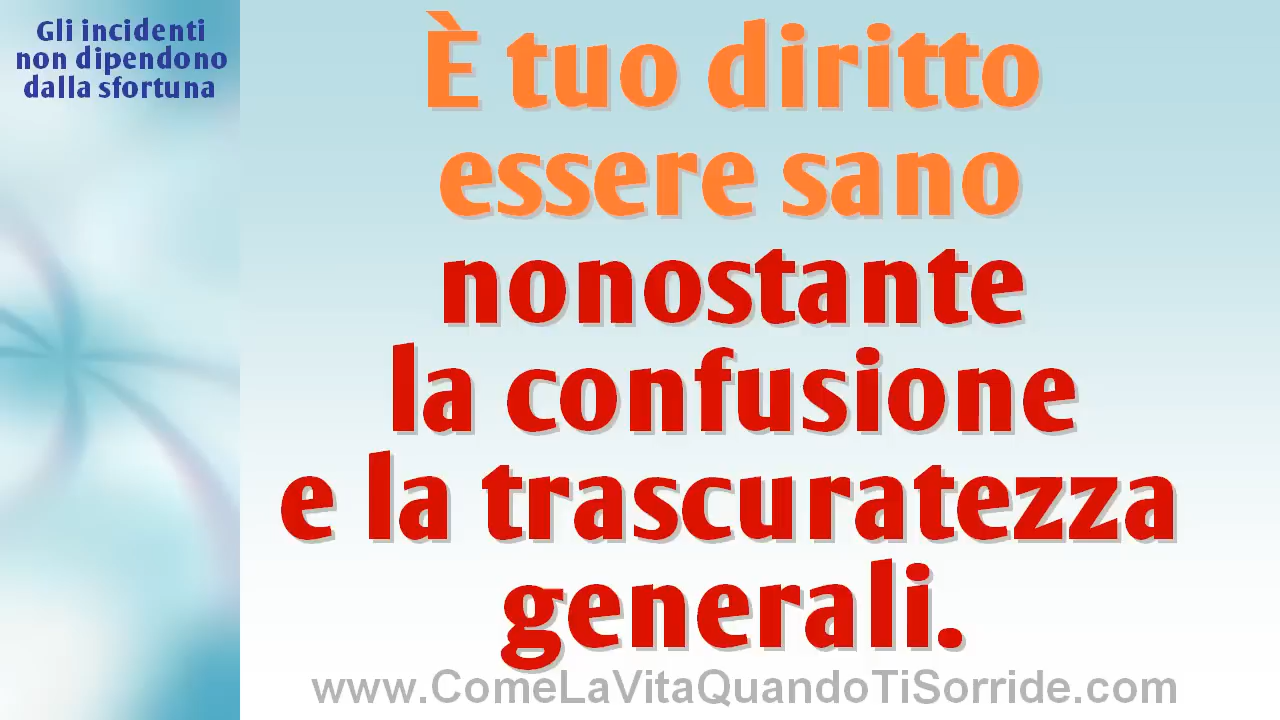 Gli incidenti
non dipendono
dalla sfortuna
È tuo diritto
essere sano
nonostante
la confusione
e la trascuratezza
generali.
www.ComeLaVitaQuandoTiSorride.com